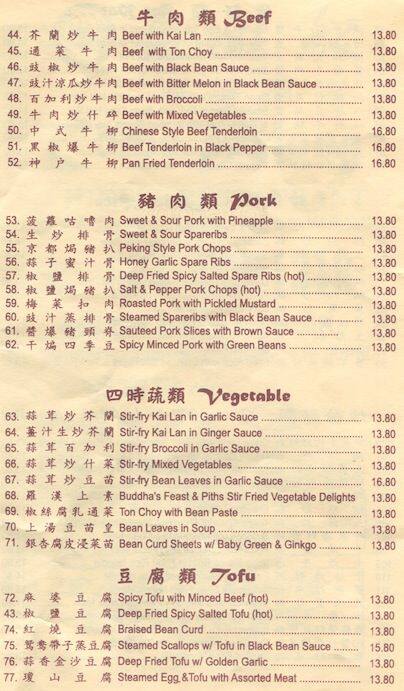 牛肉類 Beef
44. 芥蘭炒牛肉 Beef with Kai Lan ........ 13.80
45. 通菜牛肉 Beef with Ton Choy ........ 13.80
46. 豉椒炒牛肉 Beef with Black Bean Sauce ........ 13.80
47. 豉汁涼瓜炒牛肉 Beef with Bitter Melon in Black Bean Sauce ........ 13.80
48. 百加利炒牛肉 Beef with Broccoli ........ 13.80
49. 牛肉炒什碎 Beef with Mixed Vegetables ........ 13.80
50. 中式牛柳 Chinese Style Beef Tenderloin ........ 16.80
51. 黑椒爆牛柳 Beef Tenderloin in Black Pepper ........ 16.80
52. 神户牛柳 Pan Fried Tenderloin ........ 16.80
豬肉類 Pork
53. 菠蘿咕嚕肉 Sweet & Sour Pork with Pineapple ........ 13.80
54. 生炒排骨 Sweet & Sour Spareribs ........ 13.80
55. 京都焗豬扒 Peking Style Pork Chops ........ 13.80
56. 蒜子蜜汁骨 Honey Garlic Spare Ribs ........ 13.80
57. 椒鹽排骨 Deep Fried Spicy Salted Spare Ribs (hot) ........ 13.80
58. 椒鹽焗豬扒 Salt & Pepper Pork Chops (hot) ........ 13.80
59. 梅菜扣肉 Roasted Pork with Pickled Mustard ........ 13.80
60. 豉汁蒸排骨 Steamed Spareribs with Black Bean Sauce ........ 13.80
61. 醬爆豬頸脊 Sauteed Pork Slices with Brown Sauce ........ 13.80
62. 干煸四季豆 Spicy Minced Pork with Green Beans ........ 13.80
四時蔬類 Vegetable
63. 蒜茸炒芥蘭 Stir-fry Kai Lan in Garlic Sauce ........ 13.80
64. 薑汁生炒芥蘭 Stir-fry Kai Lan in Ginger Sauce ........ 13.80
65. 蒜茸百加利 Stir-fry Broccoli in Garlic Sauce ........ 13.80
66. 蒜茸炒什菜 Stir-fry Mixed Vegetables ........ 13.80
67. 蒜茸炒豆苗 Stir-fry Bean Leaves in Garlic Sauce ........ 16.80
68. 羅漢上素 Buddha's Feast & Piths Stir Fried Vegetable Delights 13.80
69. 椒絲腐乳通菜 Ton Choy with Bean Paste ........ 13.80
70. 上湯豆苗皇 Bean Leaves in Soup ........ 13.80
71. 銀杏腐皮浸菜苗 Bean Curd Sheets w/ Baby Green & Ginkgo ........ 13.80
豆腐類 Tofu
72. 麻婆豆腐 Spicy Tofu with Minced Beef (hot) ........ 13.80
43. 椒鹽豆腐 Deep Fried Spicy Salted Tofu (hot) ........ 13.80
74. 紅燒豆腐 Braised Bean Curd ........ 13.80
75. 鴛鴦帶子蒸豆腐 Steamed Scallops w/ Tofu in Black Bean Sauce ........ 15.80
76. 蒜香金沙豆腐 Deep Fried Tofu w/ Golden Garlic ........ 13.80
77. 瓊山豆腐 Steamed Egg &Tofu with Assorted Meat ........ 13.80